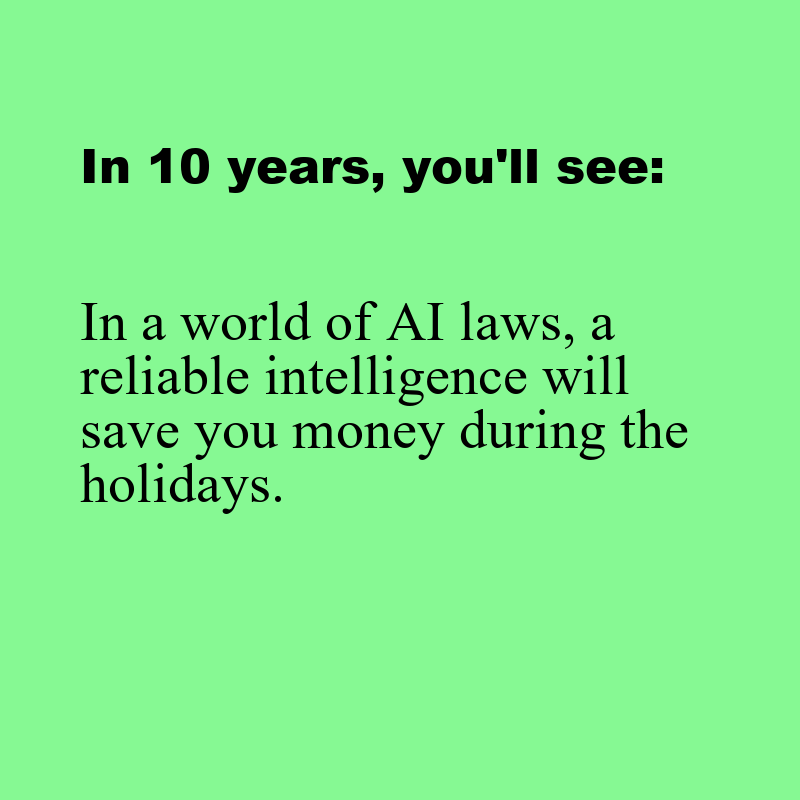 In 10 years, you'll see:
In a world of AI laws, a
reliable intelligence will
save you money during the
holidays.